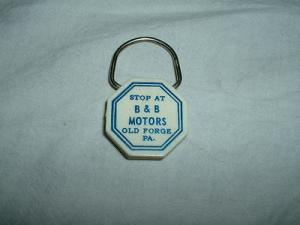 STOP AT
B & B
MOTORS
OLD FORGE
PA.